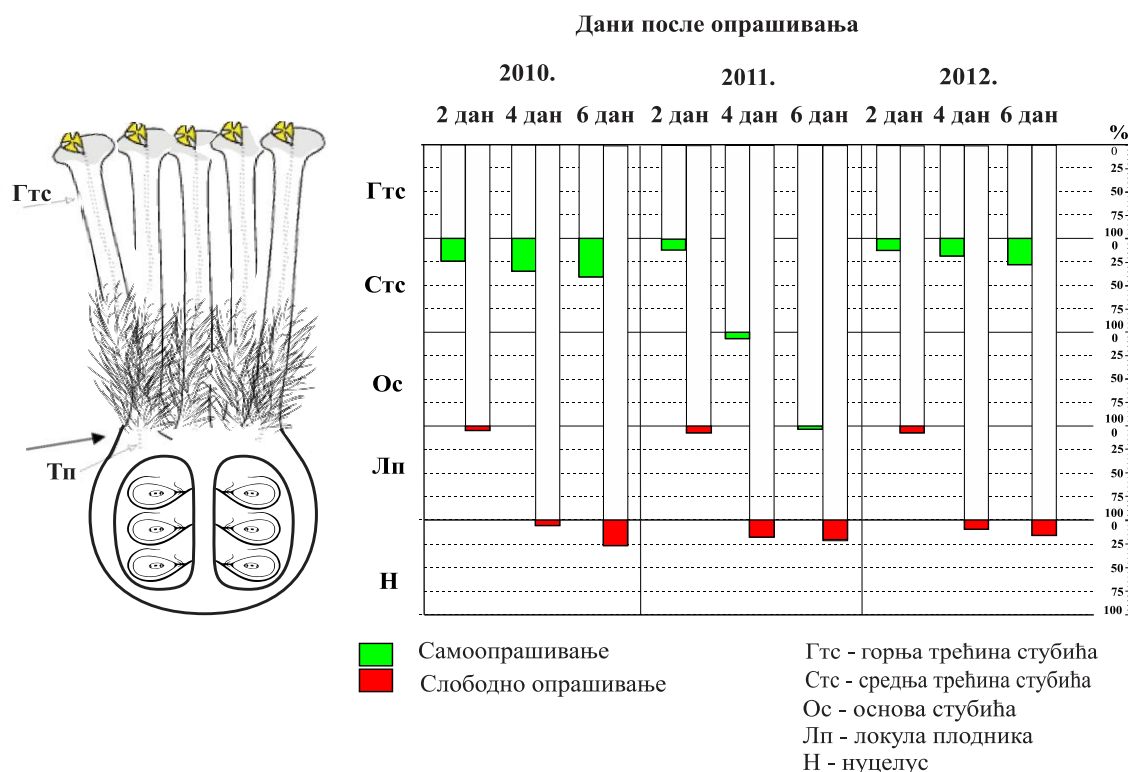 Дани после опрашивања
2010. 2011. 2012.
2 дан 4 дан 6 дан 2 дан 4 дан 6 дан 2 дан 4 дан 6 дан
%
0
Гтс
25
50
75
100
0
Стс
25
50
75
100
0
Ос
25
50
75
100
0
Лп
25
50
75
100
0
Н
25
50
75
100
Гтс
Тп
Самоопрашивање
Слободно опрашивање
Гтс - горња трећина стубића
Стс - средња трећина стубића
Ос - основа стубића
Лп - локула плодника
Н - нуцелус